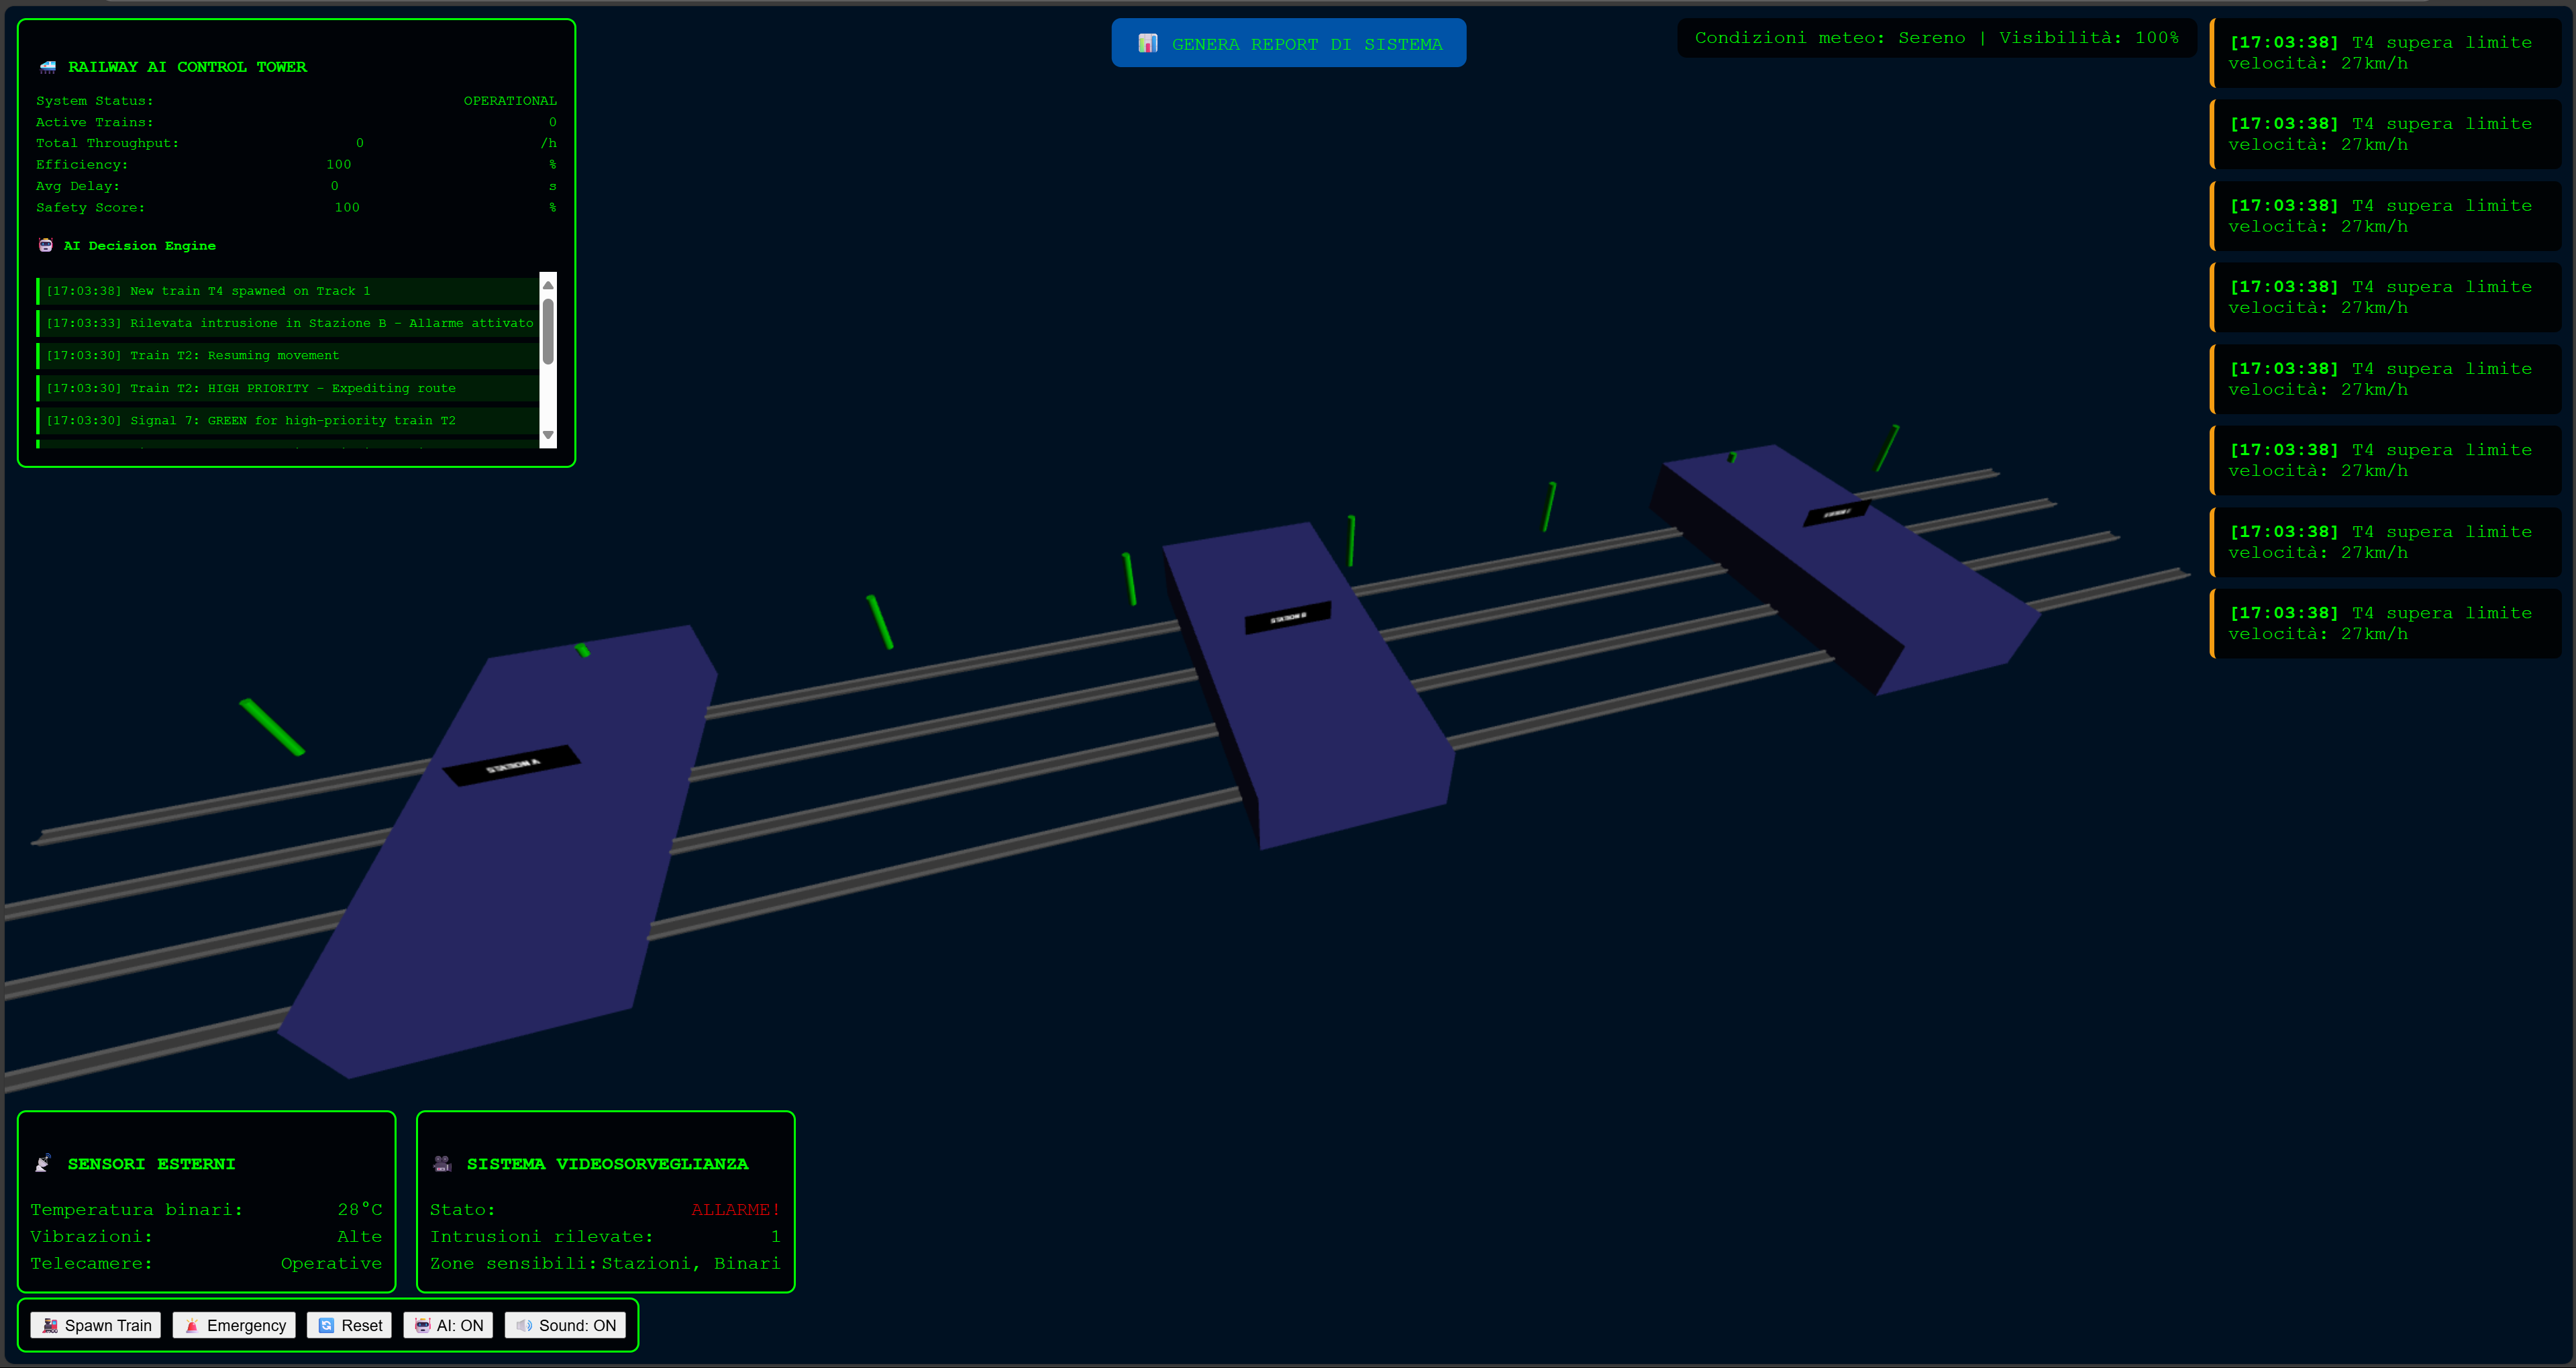 RAILWAY AI CONTROL TOWER
System Status: OPERATIONAL
Active Trains: 0
Total Throughput: 0 /h
Efficiency: 100 %
Avg Delay: 0 s
Safety Score: 100 %
AI Decision Engine
[17:03:38] New train T4 spawned on Track 1
[17:03:33] Rilevata intrusione in Stazione B - Allarme attivato
[17:03:30] Train T2: Resuming movement
[17:03:30] Train T2: HIGH PRIORITY - Expediting route
[17:03:30] Signal 7: GREEN for high-priority train T2
GENERA REPORT DI SISTEMA
Condizioni meteo: Sereno | Visibilità: 100%
[17:03:38] T4 supera limite
velocità: 27km/h
[17:03:38] T4 supera limite
velocità: 27km/h
[17:03:38] T4 supera limite
velocità: 27km/h
[17:03:38] T4 supera limite
velocità: 27km/h
[17:03:38] T4 supera limite
velocità: 27km/h
[17:03:38] T4 supera limite
velocità: 27km/h
[17:03:38] T4 supera limite
velocità: 27km/h
[17:03:38] T4 supera limite
velocità: 27km/h
STATION A
STATION B
SENSORI ESTERNI
Temperatura binari: 28°C
Vibrazioni: Alte
Telecamere: Operative
SISTEMA VIDEOSORVEGLIANZA
Stato: ALLARME!
Intrusioni rilevate: 1
Zone sensibili: Stazioni, Binari
Spawn Train
Emergency
Reset
AI: ON
Sound: ON